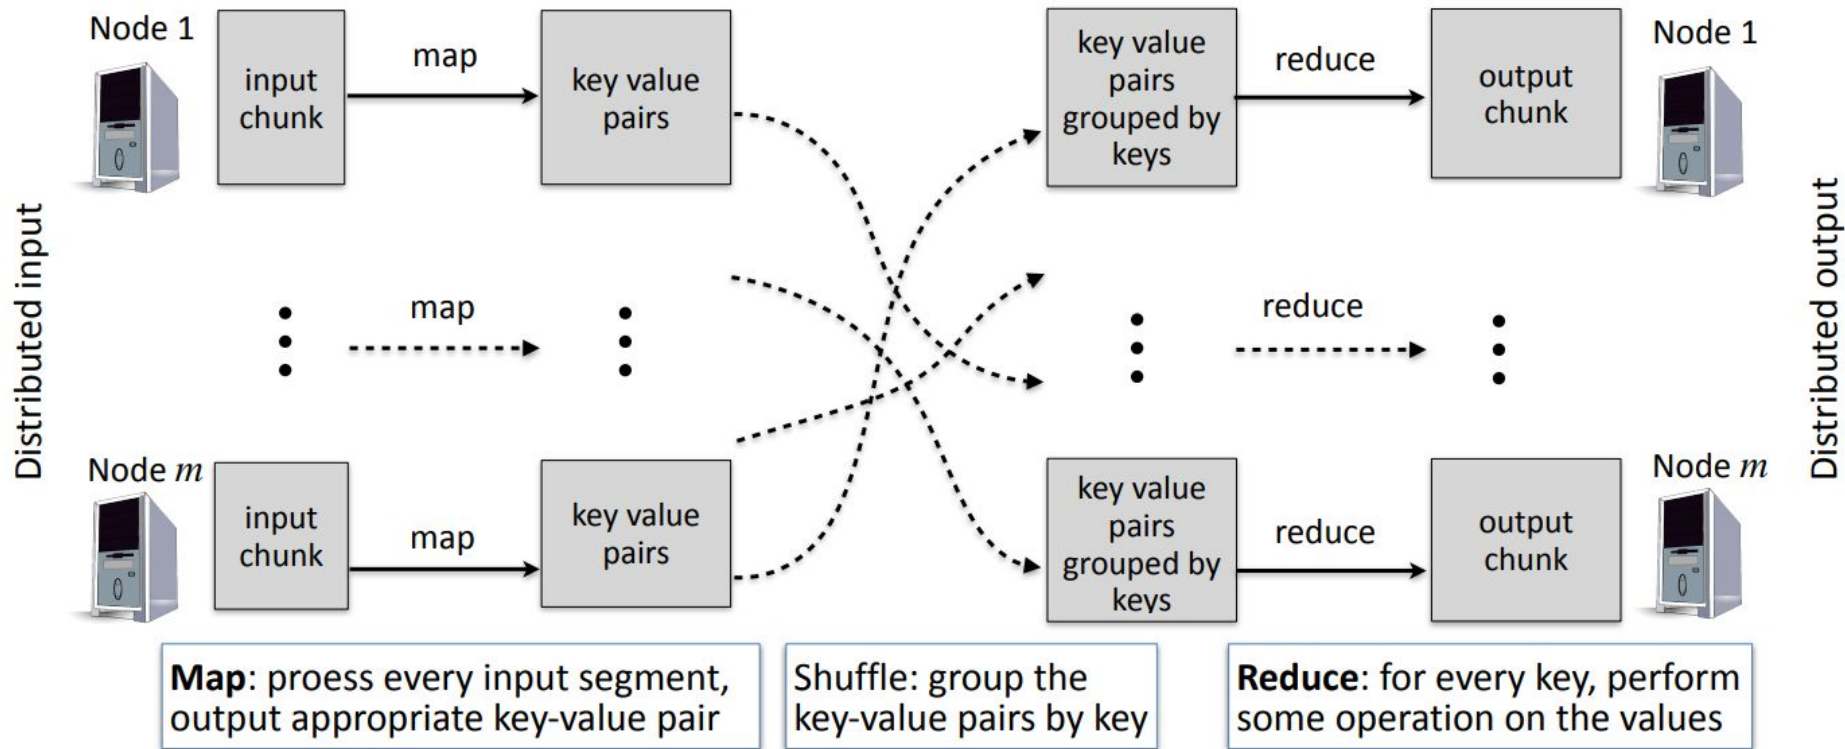 Node 1
input
chunk
map
key value
pairs
key value
pairs
grouped by
keys
reduce
output
chunk
Node 1
Distributed input
map
reduce
Distributed output
Node m
input
chunk
map
key value
pairs
key value
pairs
grouped by
keys
reduce
output
chunk
Node m
Map: proess every input segment,
output appropriate key-value pair
Shuffle: group the
key-value pairs by key
Reduce: for every key, perform
some operation on the values